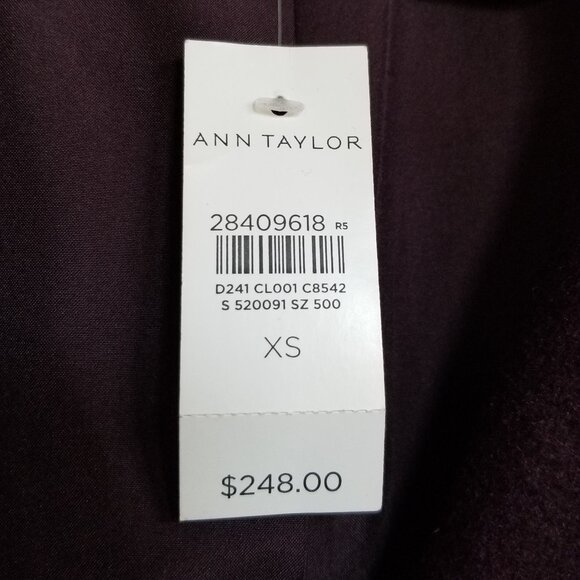 ANN TAYLOR
28409618 R5
D241 CL001 C8542
S 520091 SZ 500
XS
$248.00